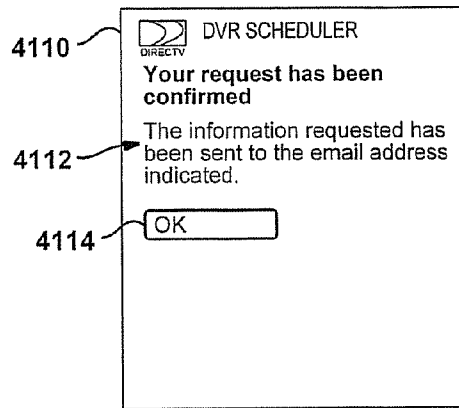 4110
DVR SCHEDULER
DIRECTV
Your request has been
confirmed
4112
The information requested has
been sent to the email address
indicated.
4114
OK